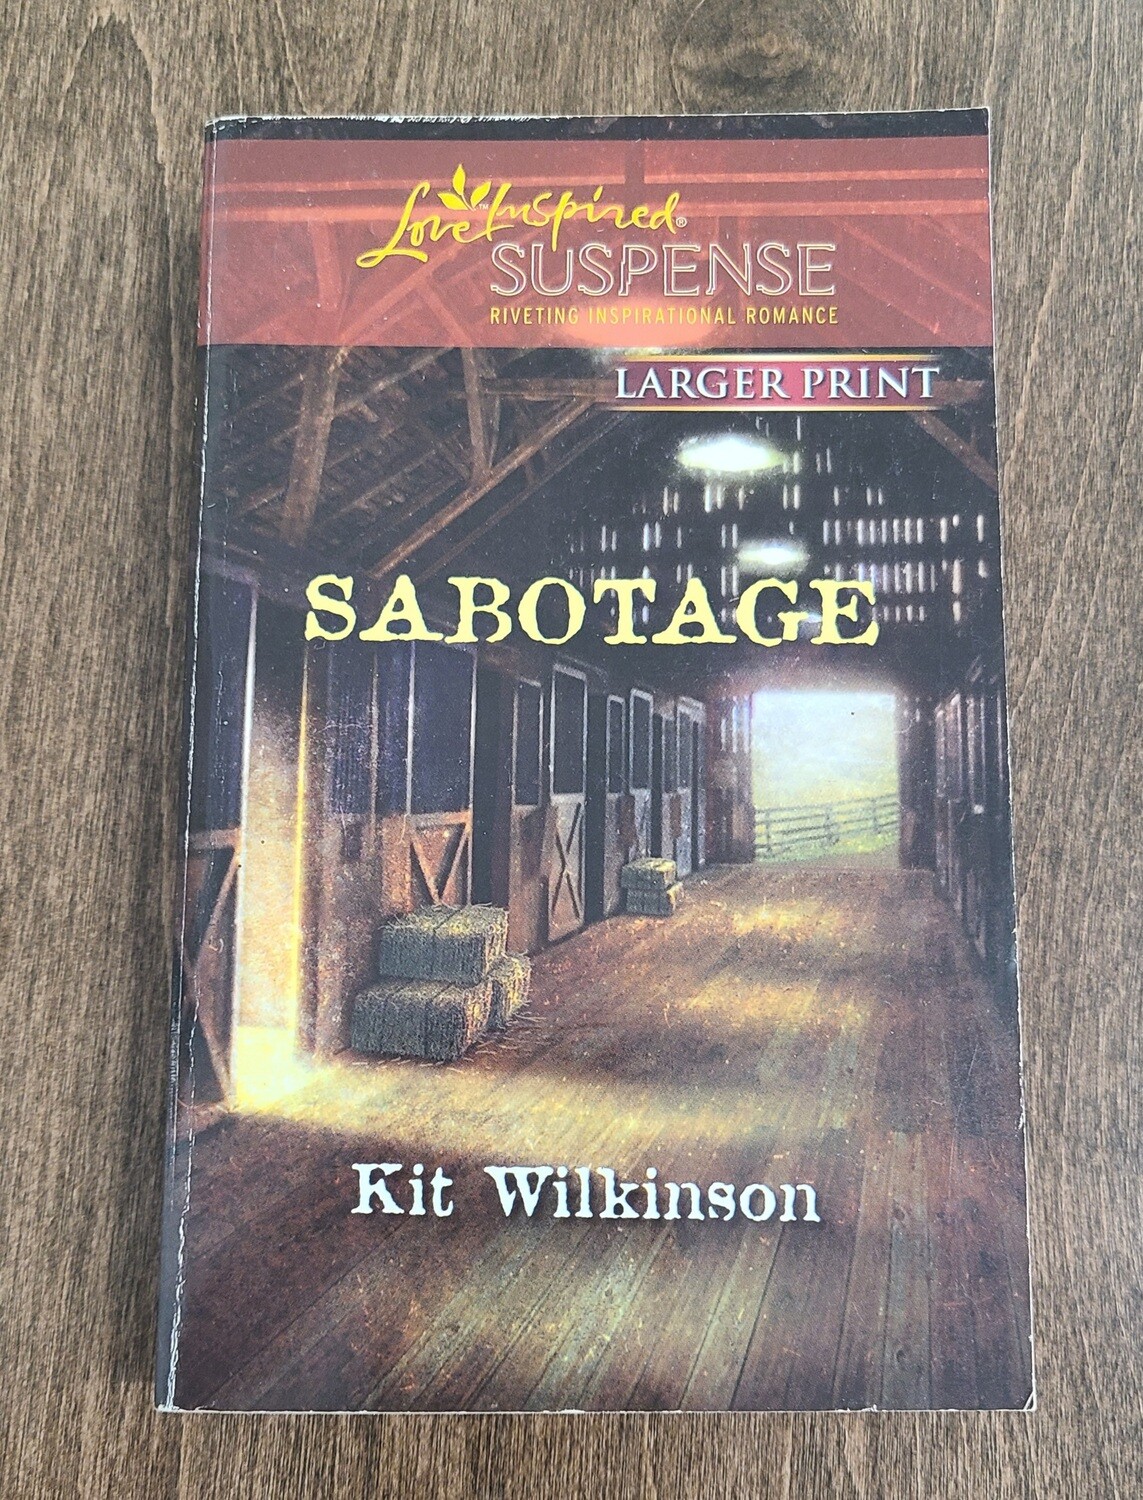 Love Inspired®
SUSPENSE
RIVETING INSPIRATIONAL ROMANCE
LARGER PRINT
SABOTAGE
Kit Wilkinson